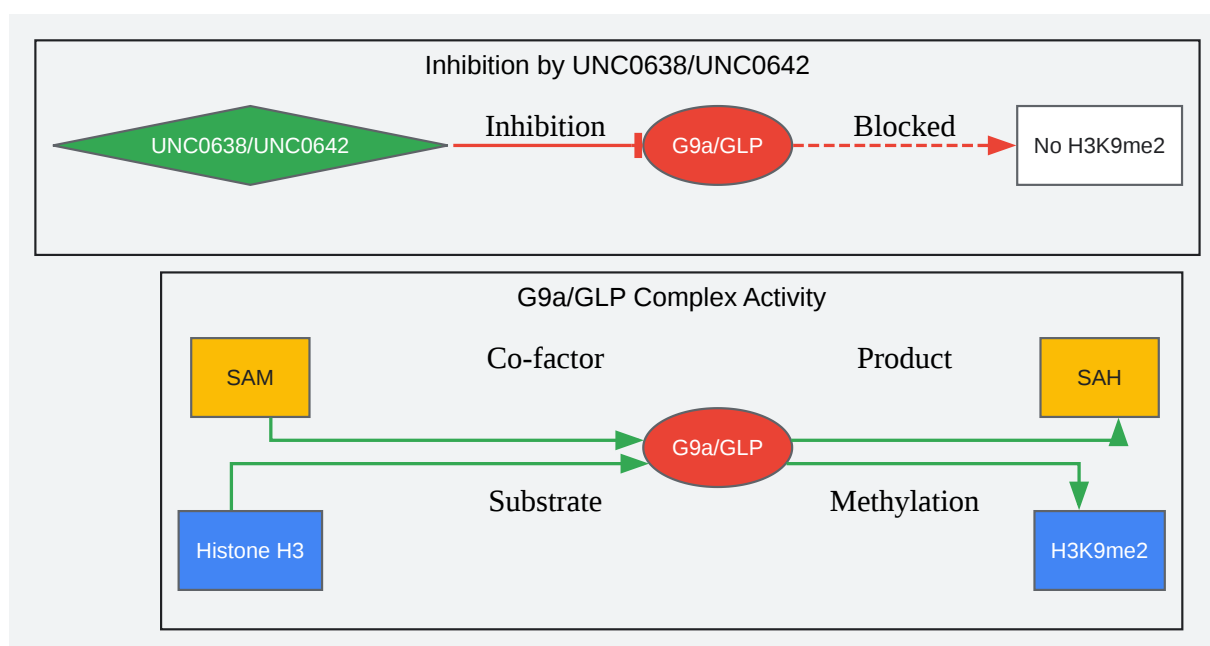 Inhibition by UNC0638/UNC0642
UNC0638/UNC0642
Inhibition
G9a/GLP
Blocked
No H3K9me2
G9a/GLP Complex Activity
SAM
Co-factor
Product
SAH
G9a/GLP
Substrate
Methylation
Histone H3
H3K9me2